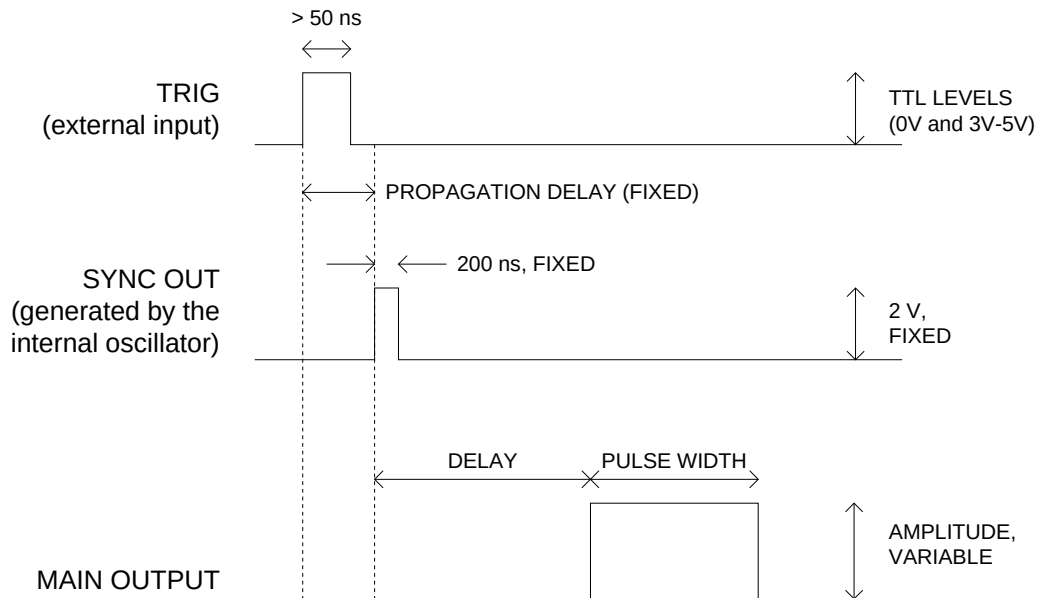 > 50 ns
TRIG
(external input)
TTL LEVELS
(0V and 3V-5V)
PROPAGATION DELAY (FIXED)
200 ns, FIXED
SYNC OUT
(generated by the
internal oscillator)
2 V,
FIXED
DELAY
PULSE WIDTH
AMPLITUDE,
VARIABLE
MAIN OUTPUT